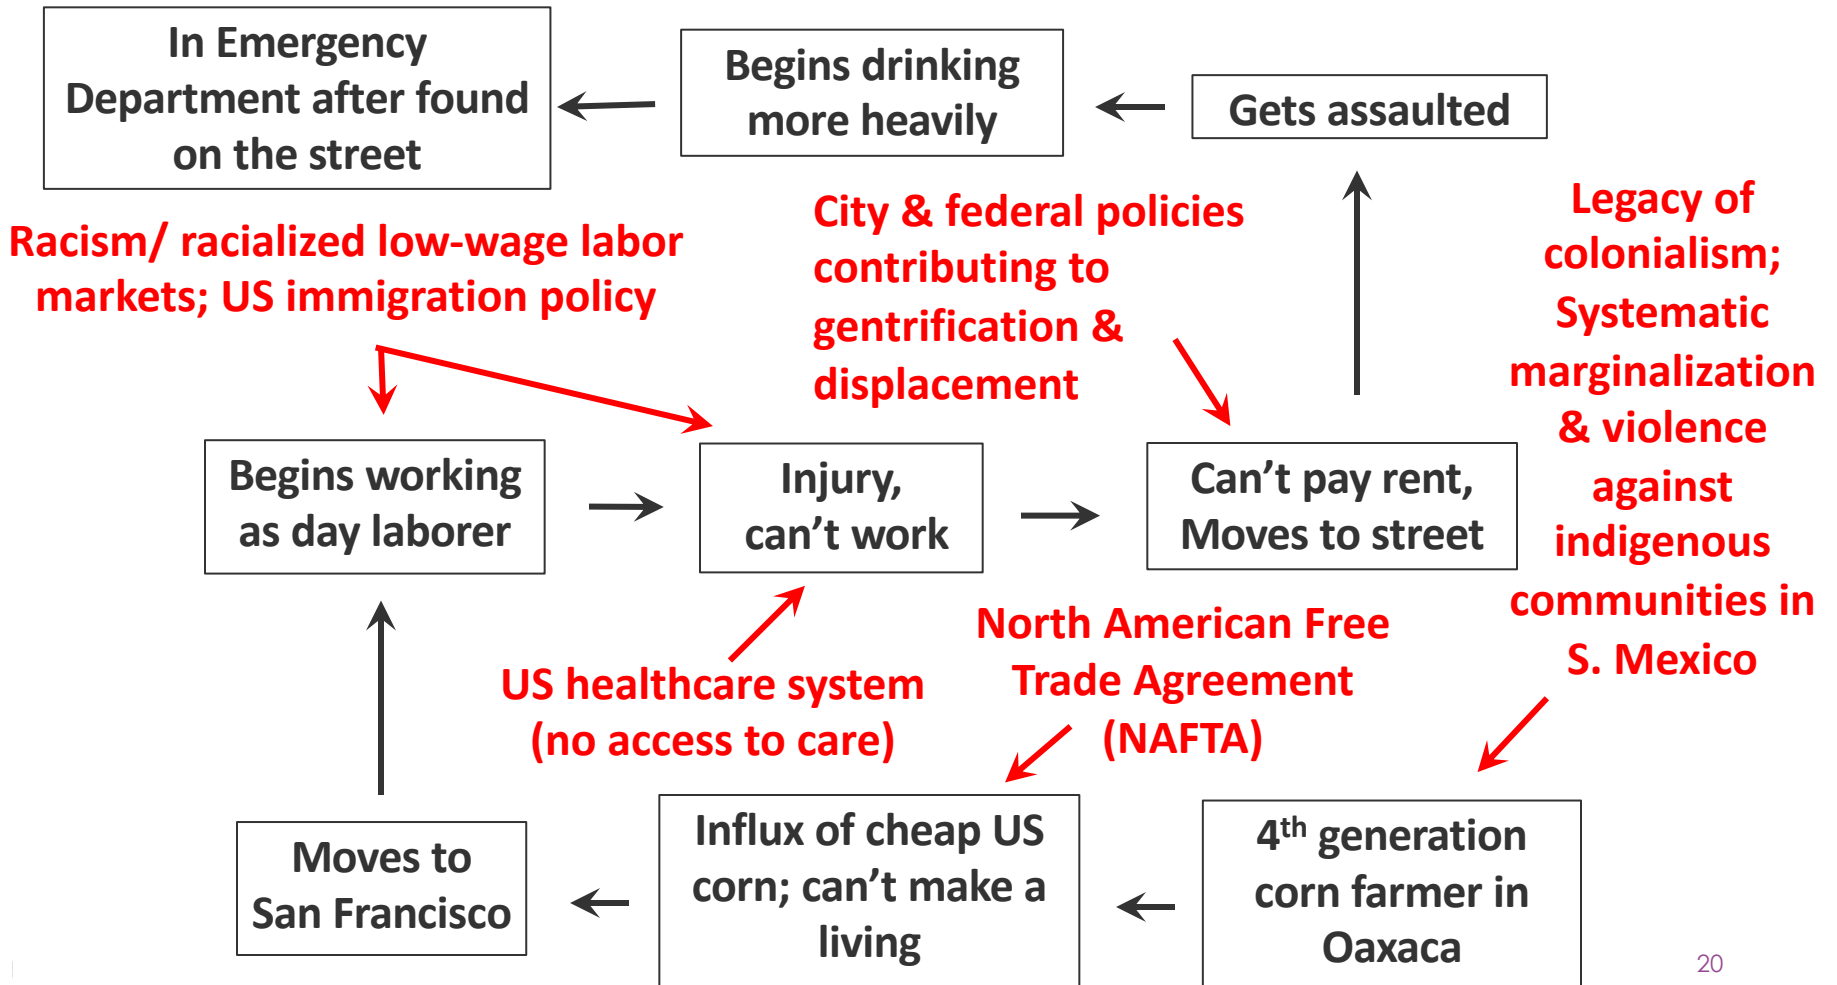 In Emergency
Department after found
on the street
Begins drinking
more heavily
Gets assaulted
Racism/ racialized low-wage labor
markets; US immigration policy
City & federal policies
contributing to
gentrification &
displacement
Legacy of
colonialism;
Systematic
marginalization
& violence
against
indigenous
communities in
S. Mexico
Begins working
as day laborer
Injury,
can’t work
Can’t pay rent,
Moves to street
US healthcare system
(no access to care)
North American Free
Trade Agreement
(NAFTA)
Moves to
San Francisco
Influx of cheap US
corn; can’t make a
living
4th generation
corn farmer in
Oaxaca
20